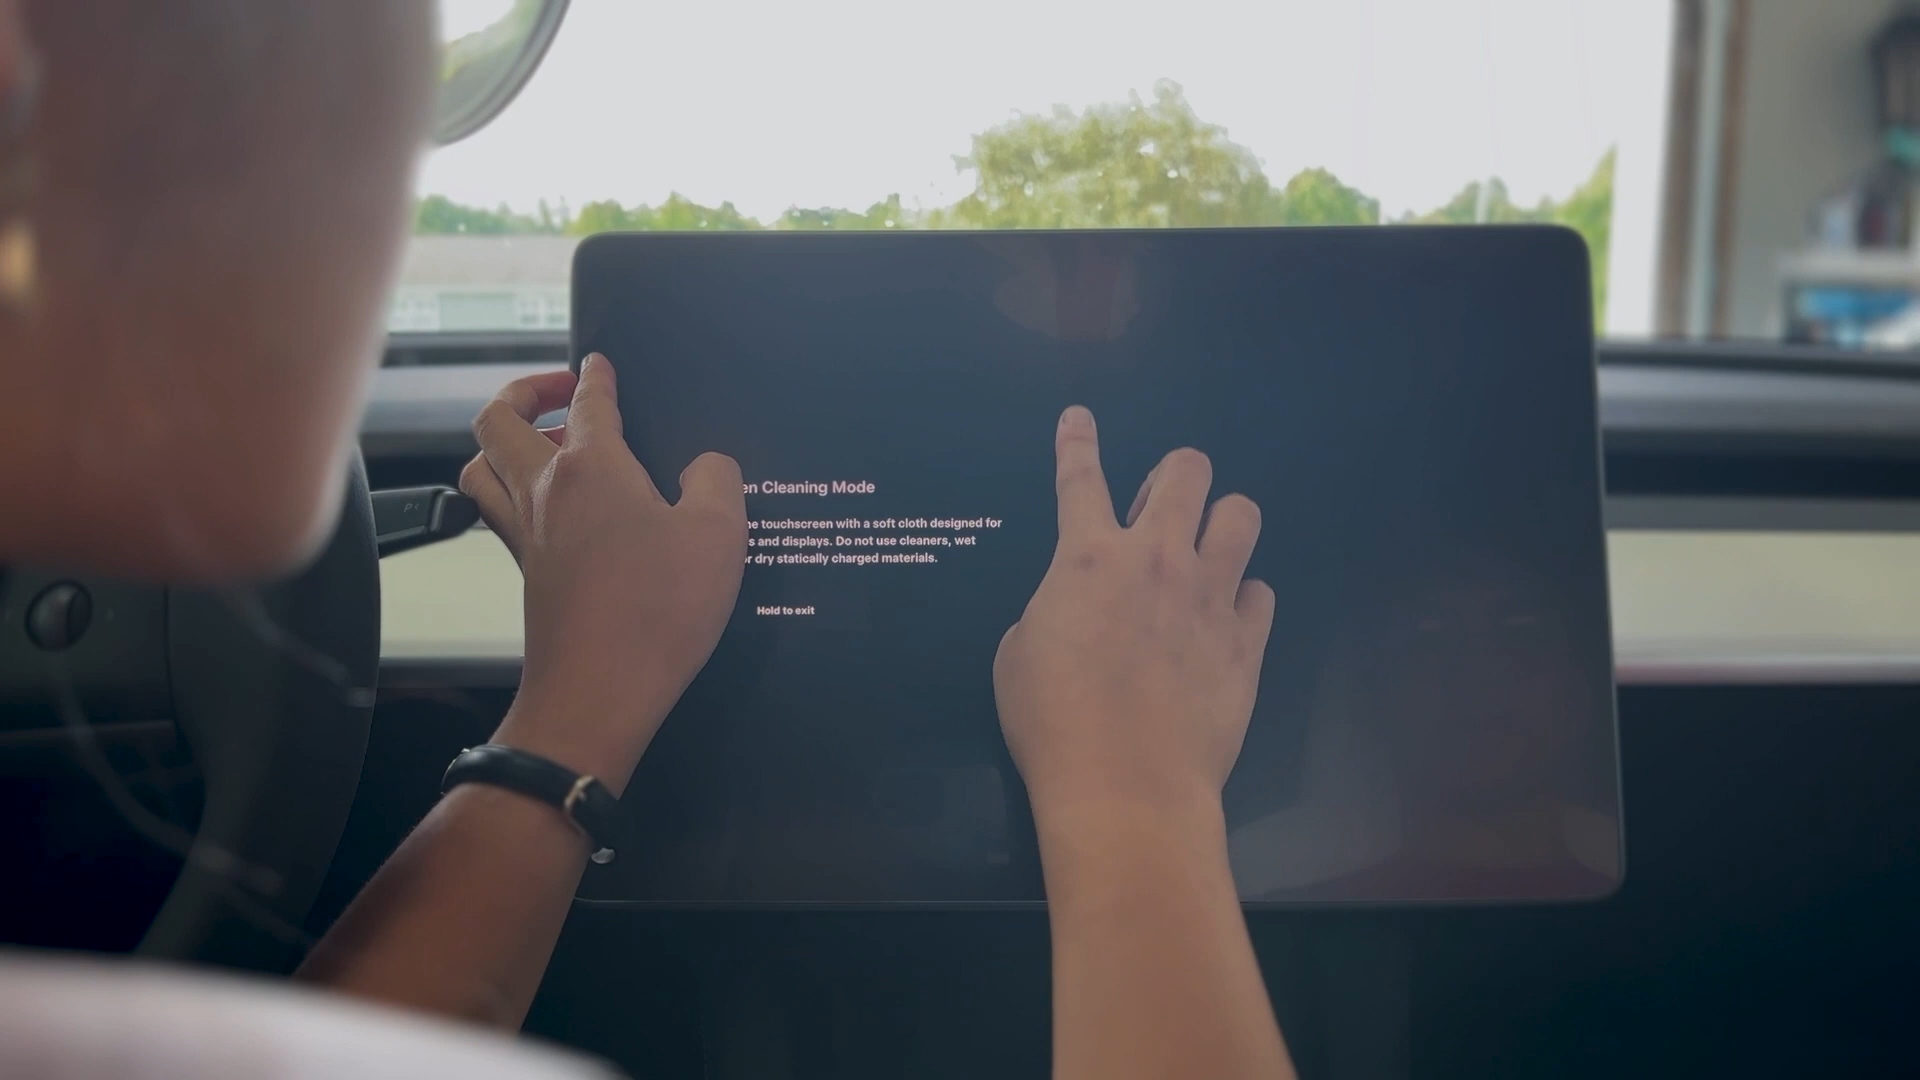 en Cleaning Mode
he touchscreen with a soft cloth designed for
s and displays. Do not use cleaners, wet
r dry statically charged materials.
Hold to exit
P